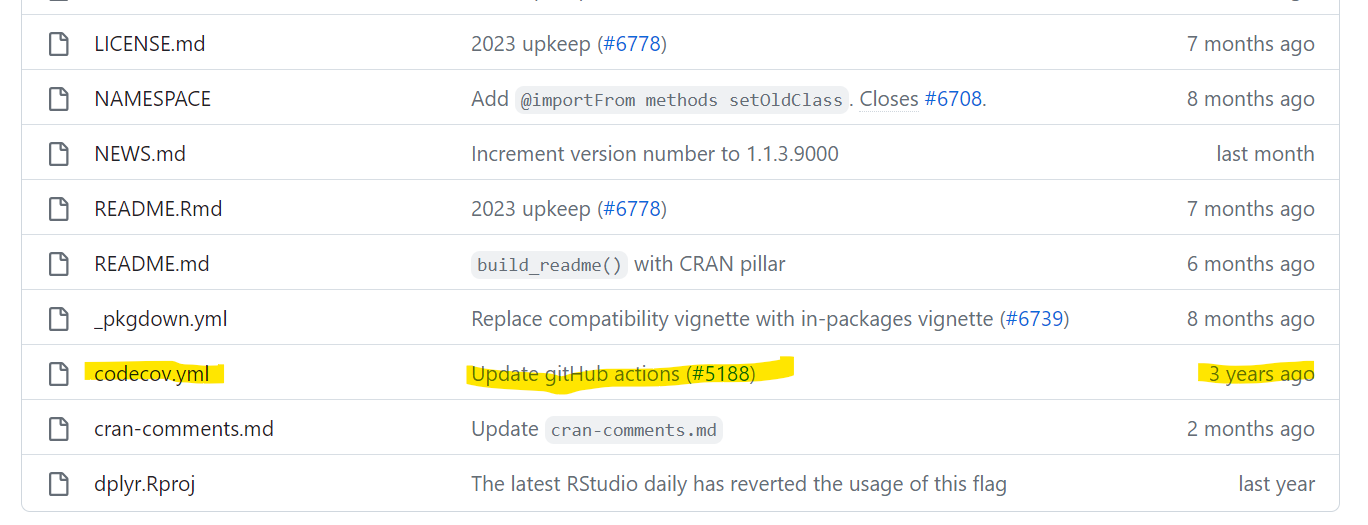 LICENSE.md 2023 upkeep (#6778) 7 months ago
NAMESPACE Add @importFrom methods setOldClass. Closes #6708. 8 months ago
NEWS.md Increment version number to 1.1.3.9000 last month
README.Rmd 2023 upkeep (#6778) 7 months ago
README.md build_readme() with CRAN pillar 6 months ago
_pkgdown.yml Replace compatibility vignette with in-packages vignette (#6739) 8 months ago
codecov.yml Update gitHub actions (#5188) 3 years ago
cran-comments.md Update cran-comments.md 2 months ago
dplyr.Rproj The latest RStudio daily has reverted the usage of this flag last year